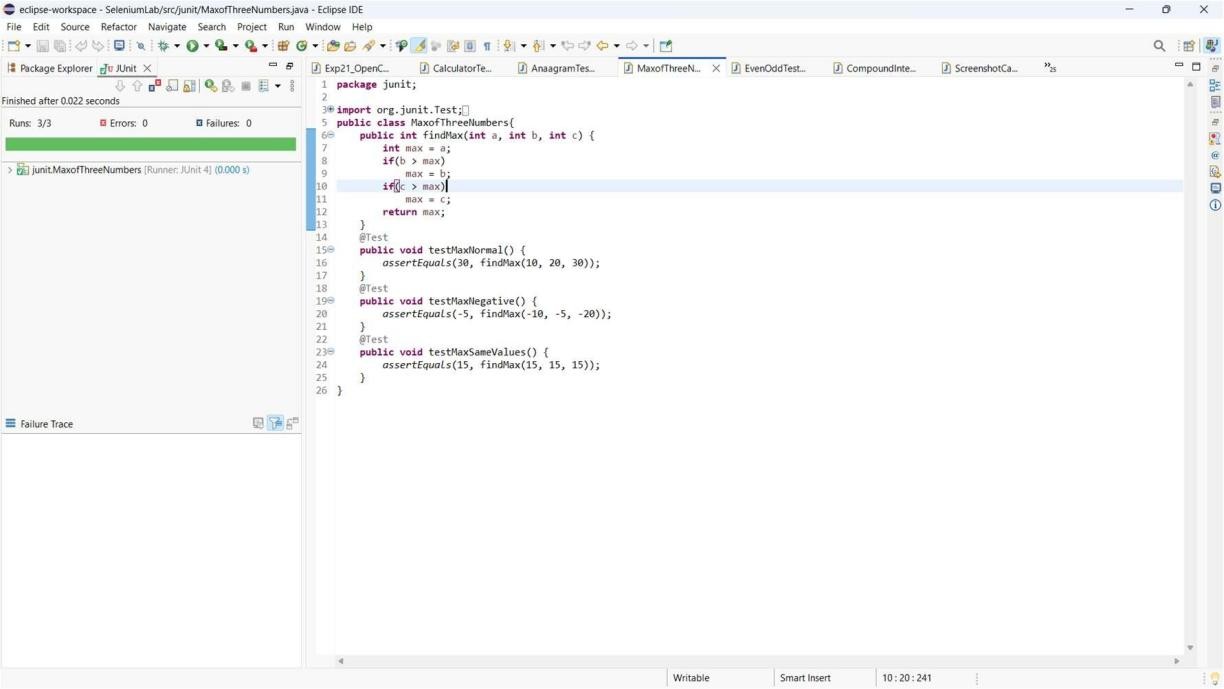 eclipse-workspace - SeleniumLab/src/junit/MaxofThreeNumbers.java - Eclipse IDE
File Edit Source Refactor Navigate Search Project Run Window Help
Package Explorer JUnit
Finished after 0.022 seconds
Runs: 3/3 Errors: 0 Failures: 0
junit.MaxofThreeNumbers [Runner: JUnit 4] (0.000 s)
Failure Trace
Exp21_OpenC... CalculatorTe... AnaagramTes... MaxofThreeN... EvenOddTest... CompoundInte... ScreenshotCa... »25
1 package junit;
2
3 import org.junit.Test;
5 public class MaxofThreeNumbers{
6 public int findMax(int a, int b, int c) {
7 int max = a;
8 if(b > max)
9 max = b;
10 if(c > max)
11 max = c;
12 return max;
13 }
14 @Test
15 public void testMaxNormal() {
16 assertEquals(30, findMax(10, 20, 30));
17 }
18 @Test
19 public void testMaxNegative() {
20 assertEquals(-5, findMax(-10, -5, -20));
21 }
22 @Test
23 public void testMaxSameValues() {
24 assertEquals(15, findMax(15, 15, 15));
25 }
26 }
Writable Smart Insert 10 : 20 : 241